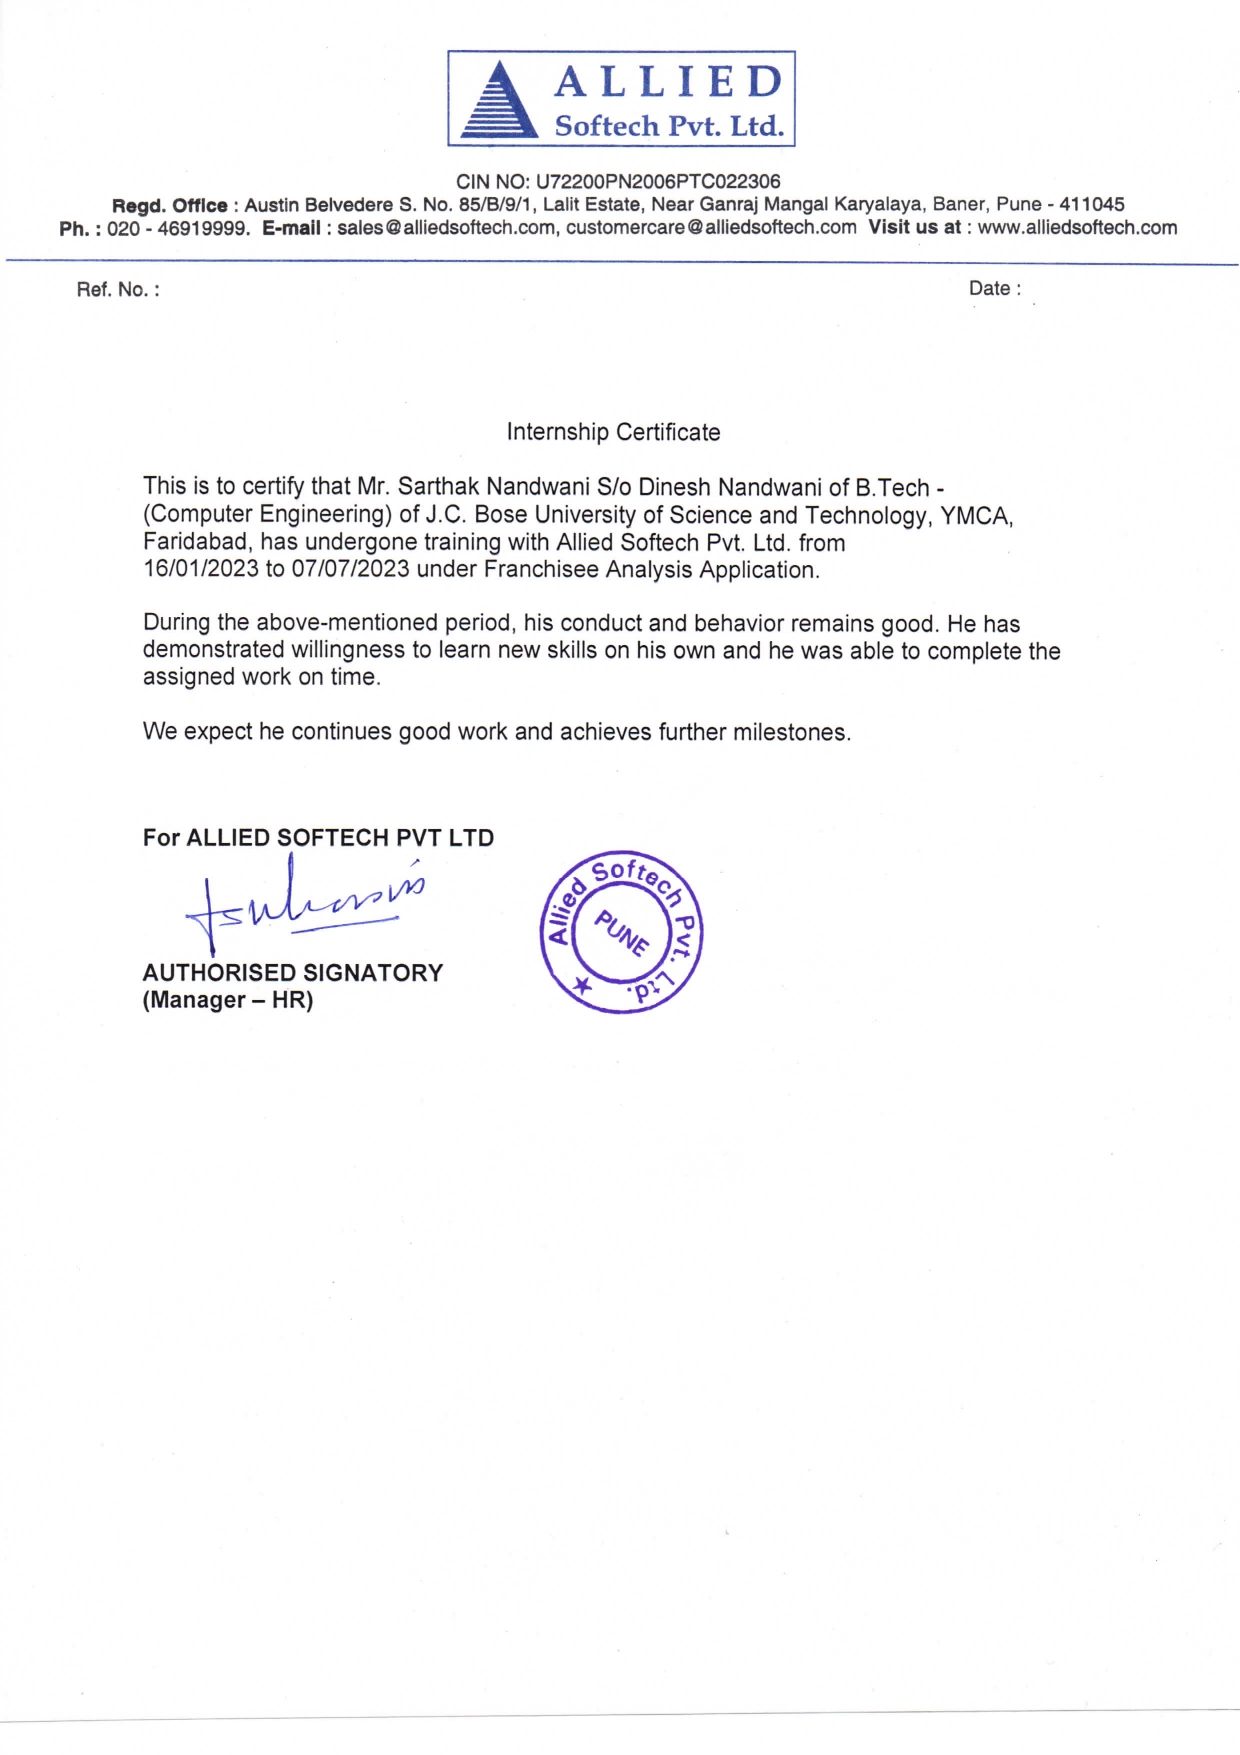 ALLIED
Softech Pvt. Ltd.
CIN NO: U72200PN2006PTC022306
Regd. Office : Austin Belvedere S. No. 85/B/9/1, Lalit Estate, Near Ganraj Mangal Karyalaya, Baner, Pune - 411045
Ph. : 020 - 46919999. E-mail : sales@alliedsoftech.com, customercare@alliedsoftech.com Visit us at : www.alliedsoftech.com
Ref. No. : Date :
Internship Certificate
This is to certify that Mr. Sarthak Nandwani S/o Dinesh Nandwani of B.Tech -
(Computer Engineering) of J.C. Bose University of Science and Technology, YMCA,
Faridabad, has undergone training with Allied Softech Pvt. Ltd. from
16/01/2023 to 07/07/2023 under Franchisee Analysis Application.
During the above-mentioned period, his conduct and behavior remains good. He has
demonstrated willingness to learn new skills on his own and he was able to complete the
assigned work on time.
We expect he continues good work and achieves further milestones.
For ALLIED SOFTECH PVT LTD
Allied Softech Pvt. Ltd.
PUNE
AUTHORISED SIGNATORY
(Manager – HR)